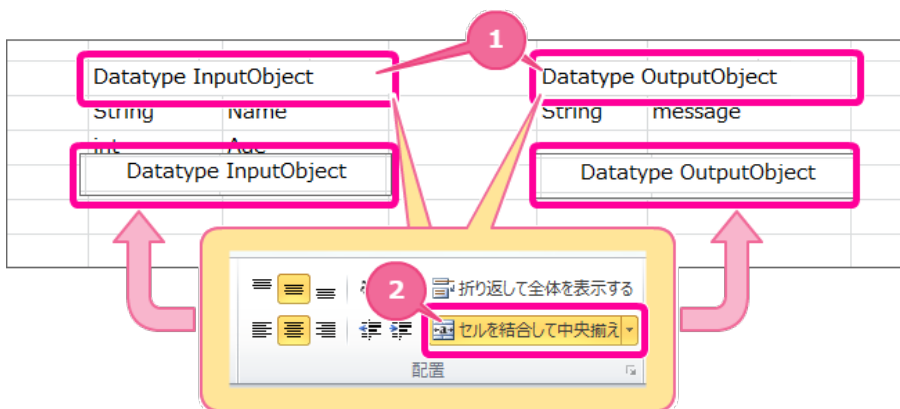 1
Datatype InputObject
Datatype OutputObject
String Name
String message
int Age
Datatype InputObject
Datatype OutputObject
2
折り返して全体を表示する
セルを結合して中央揃え
配置